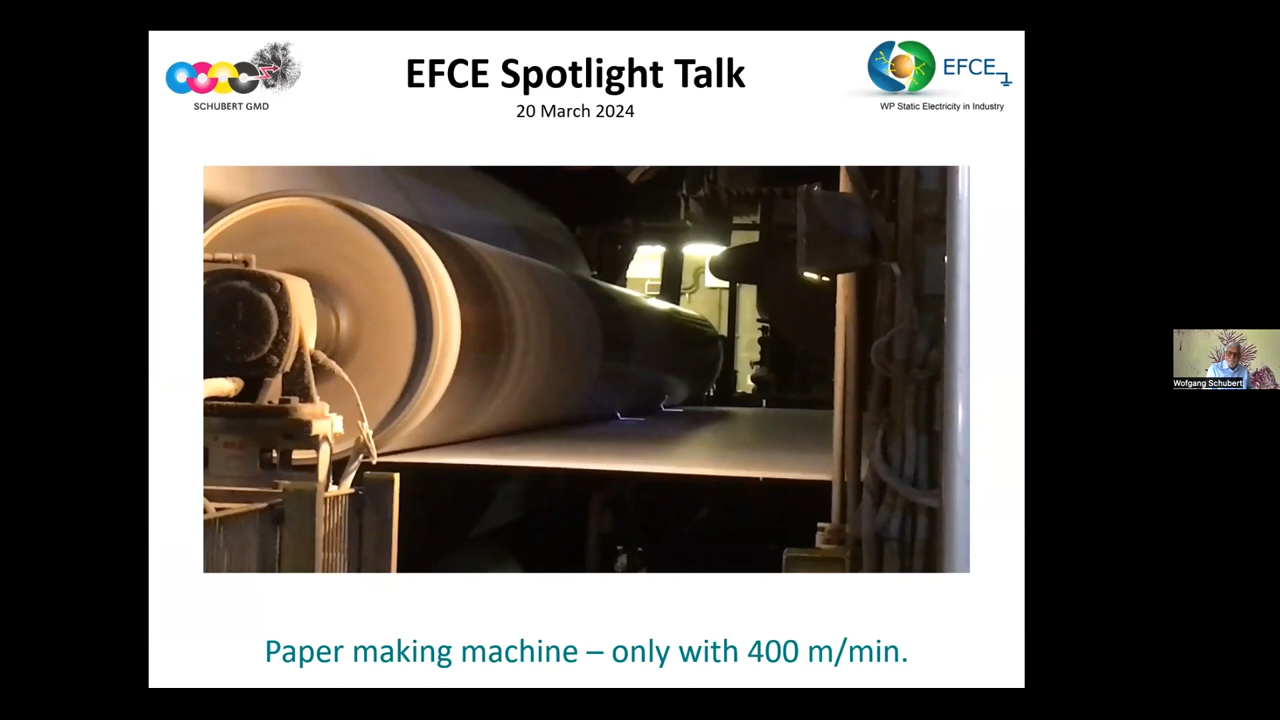 SCHUBERT GMD
EFCE Spotlight Talk
20 March 2024
EFCE
WP Static Electricity in Industry
Paper making machine – only with 400 m/min.
Wofgang Schubert